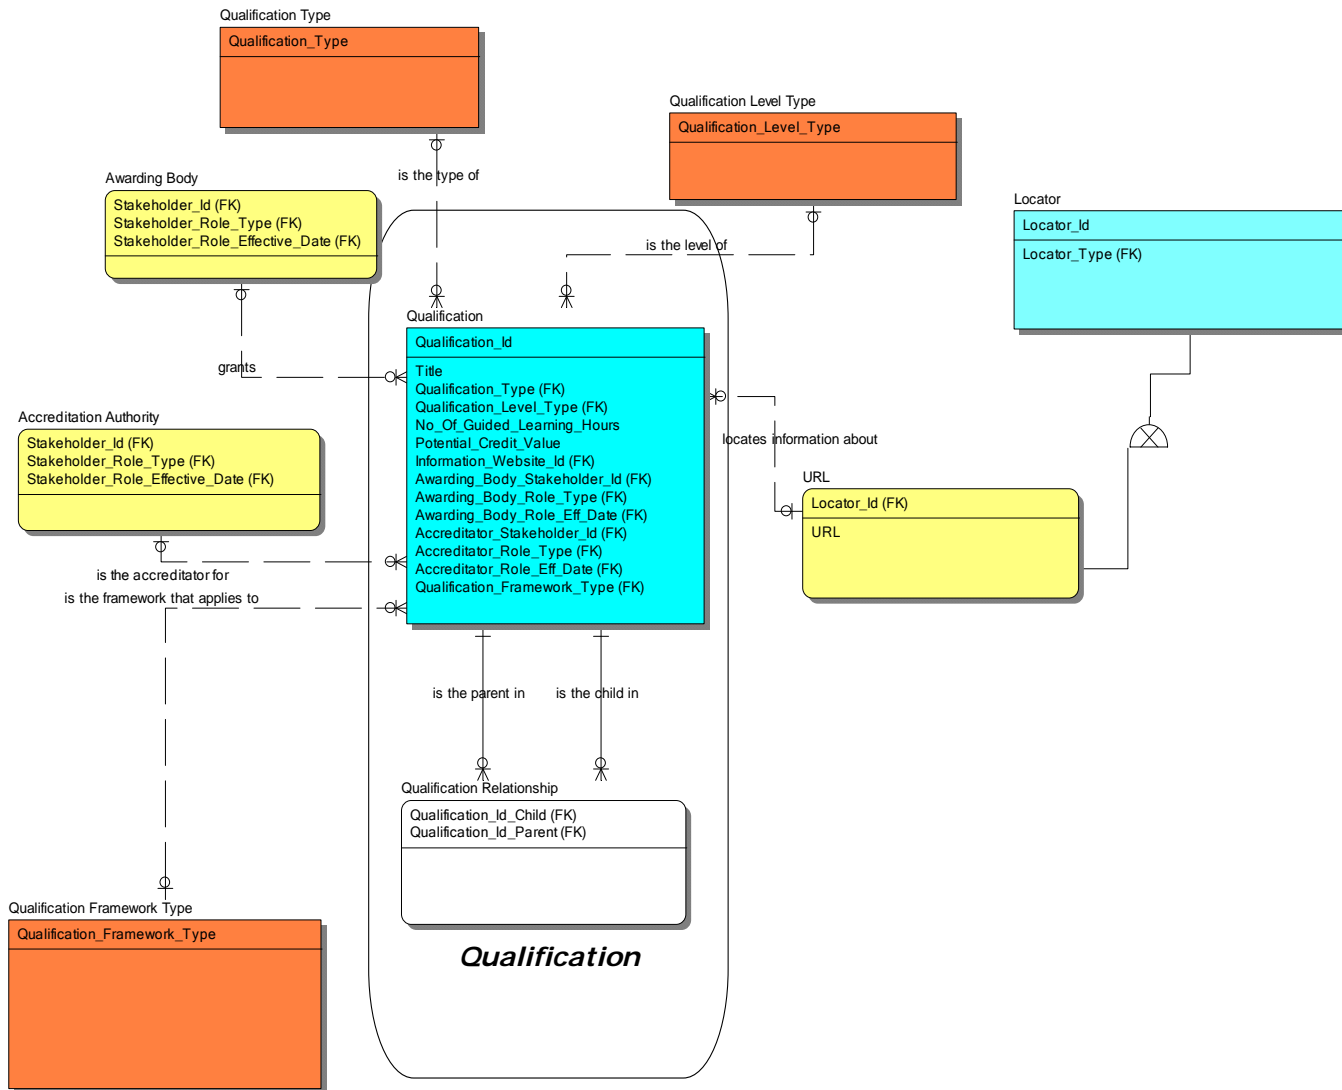 Qualification Type
Qualification_Type
is the type of
Qualification Level Type
Qualification_Level_Type
is the level of
Awarding Body
Stakeholder_Id (FK)
Stakeholder_Role_Type (FK)
Stakeholder_Role_Effective_Date (FK)
grants
Locator
Locator_Id
Locator_Type (FK)
Qualification
Qualification_Id
Title
Qualification_Type (FK)
Qualification_Level_Type (FK)
No_Of_Guided_Learning_Hours
Potential_Credit_Value
Information_Website_Id (FK)
Awarding_Body_Stakeholder_Id (FK)
Awarding_Body_Role_Type (FK)
Awarding_Body_Role_Eff_Date (FK)
Accreditator_Stakeholder_Id (FK)
Accreditator_Role_Type (FK)
Accreditator_Role_Eff_Date (FK)
Qualification_Framework_Type (FK)
Accreditation Authority
Stakeholder_Id (FK)
Stakeholder_Role_Type (FK)
Stakeholder_Role_Effective_Date (FK)
is the accreditator for
is the framework that applies to
locates information about
URL
Locator_Id (FK)
URL
is the parent in
is the child in
Qualification Relationship
Qualification_Id_Child (FK)
Qualification_Id_Parent (FK)
Qualification
Qualification Framework Type
Qualification_Framework_Type